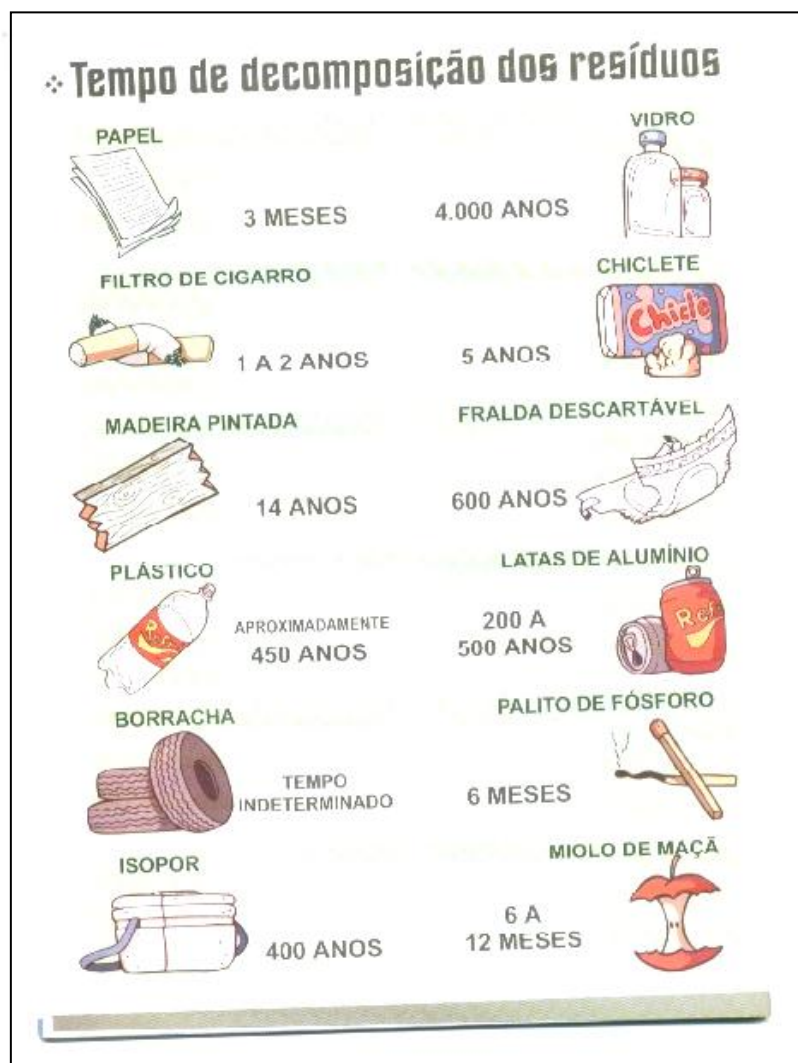 ❖ Tempo de decomposição dos resíduos
PAPEL
3 MESES
VIDRO
4.000 ANOS
FILTRO DE CIGARRO
1 A 2 ANOS
CHICLETE
Chicle
5 ANOS
MADEIRA PINTADA
14 ANOS
FRALDA DESCARTÁVEL
600 ANOS
PLÁSTICO
Refri
APROXIMADAMENTE
450 ANOS
LATAS DE ALUMÍNIO
Refri
200 A
500 ANOS
BORRACHA
TEMPO
INDETERMINADO
PALITO DE FÓSFORO
6 MESES
ISOPOR
400 ANOS
MIOLO DE MAÇÃ
6 A
12 MESES